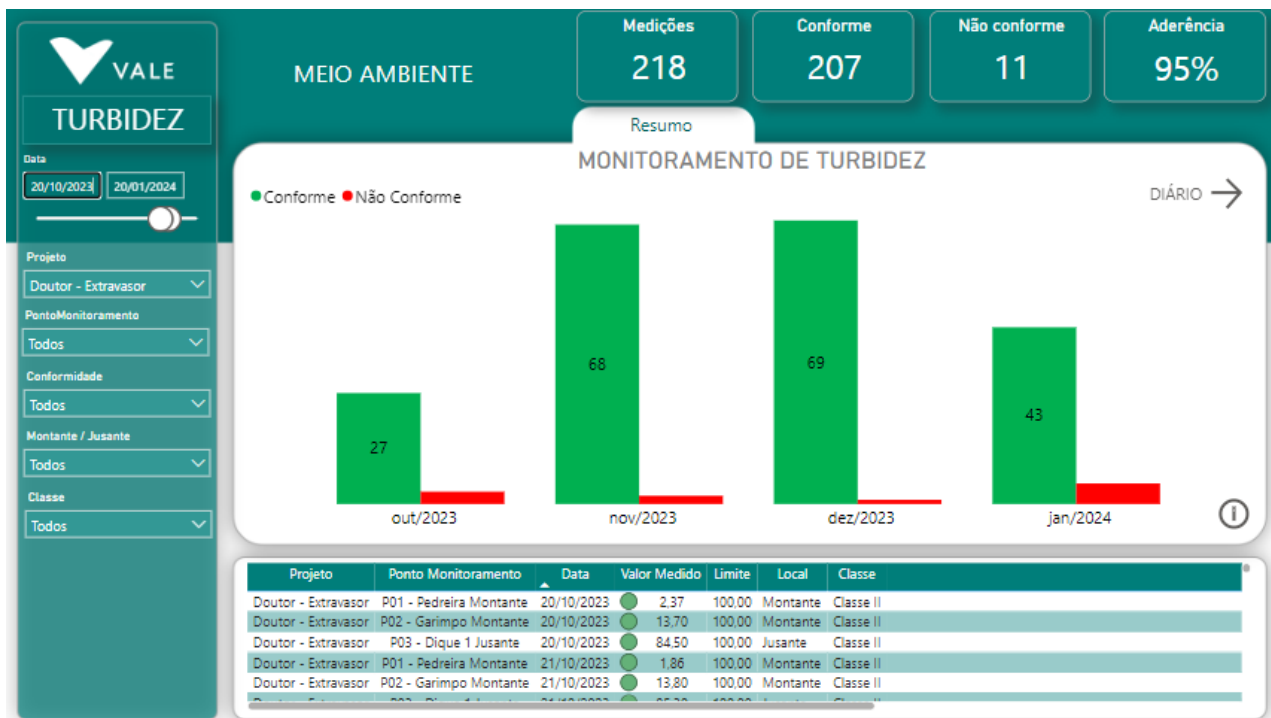 VALE
TURBIDEZ
Data
20/10/2023 20/01/2024
Projeto
Doutor - Extravasor
PontoMonitoramento
Todos
Conformidade
Todos
Montante / Jusante
Todos
Classe
Todos
MEIO AMBIENTE
Medições
218
Conforme
207
Não conforme
11
Aderência
95%
Resumo
MONITORAMENTO DE TURBIDEZ
Conforme Não Conforme
DIÁRIO
27
68
69
43
out/2023 nov/2023 dez/2023 jan/2024
Projeto Ponto Monitoramento Data Valor Medido Limite Local Classe
Doutor - Extravasor P01 - Pedreira Montante 20/10/2023 2,37 100,00 Montante Classe II
Doutor - Extravasor P02 - Garimpo Montante 20/10/2023 13,70 100,00 Montante Classe II
Doutor - Extravasor P03 - Dique 1 Jusante 20/10/2023 84,50 100,00 Jusante Classe II
Doutor - Extravasor P01 - Pedreira Montante 21/10/2023 1,86 100,00 Montante Classe II
Doutor - Extravasor P02 - Garimpo Montante 21/10/2023 13,80 100,00 Montante Classe II